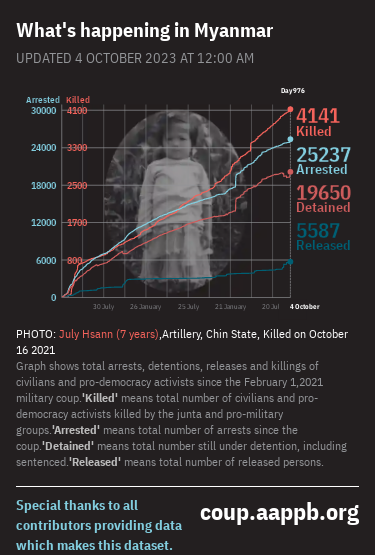 What's happening in Myanmar
UPDATED 4 OCTOBER 2023 AT 12:00 AM
Day976
Arrested Killed
30000 4100
24000 3300
18000 2500
12000 1700
6000 800
0
4141
Killed
25237
Arrested
19650
Detained
5587
Released
30 July 26 January 25 July 21 January 20 Jul 4 October
PHOTO: July Hsann (7 years),Artillery, Chin State, Killed on October
16 2021
Graph shows total arrests, detentions, releases and killings of
civilians and pro-democracy activists since the February 1,2021
military coup.'Killed' means total number of civilians and pro-
democracy activists killed by the junta and pro-military
groups.'Arrested' means total number of arrests since the
coup.'Detained' means total number still under detention, including
sentenced.'Released' means total number of released persons.
Special thanks to all
contributors providing data
which makes this dataset.
coup.aappb.org